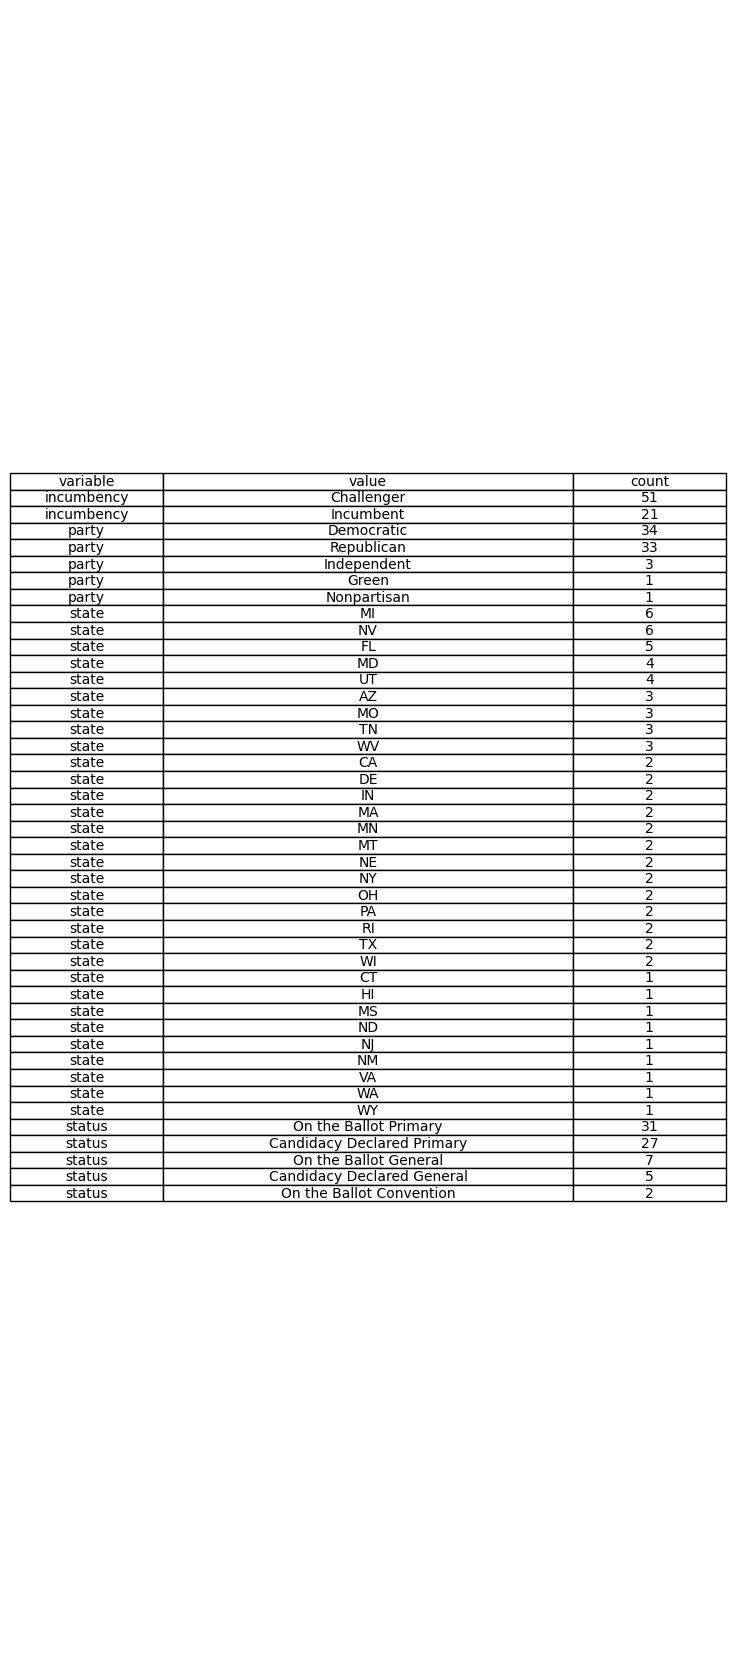 variable value count
incumbency Challenger 51
incumbency Incumbent 21
party Democratic 34
party Republican 33
party Independent 3
party Green 1
party Nonpartisan 1
state MI 6
state NV 6
state FL 5
state MD 4
state UT 4
state AZ 3
state MO 3
state TN 3
state WV 3
state CA 2
state DE 2
state IN 2
state MA 2
state MN 2
state MT 2
state NE 2
state NY 2
state OH 2
state PA 2
state RI 2
state TX 2
state WI 2
state CT 1
state HI 1
state MS 1
state ND 1
state NJ 1
state NM 1
state VA 1
state WA 1
state WY 1
status On the Ballot Primary 31
status Candidacy Declared Primary 27
status On the Ballot General 7
status Candidacy Declared General 5
status On the Ballot Convention 2